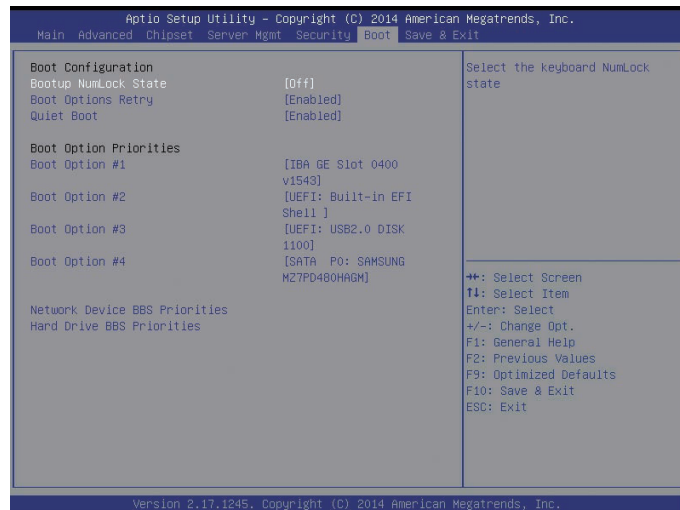 Aptio Setup Utility – Copyright (C) 2014 American Megatrends, Inc.
Main Advanced Chipset Server Mgmt Security Boot Save & Exit
Boot Configuration
Bootup NumLock State [Off]
Boot Options Retry [Enabled]
Quiet Boot [Enabled]
Boot Option Priorities
Boot Option #1 [IBA GE Slot 0400
v1543]
Boot Option #2 [UEFI: Built-in EFI
Shell ]
Boot Option #3 [UEFI: USB2.0 DISK
1100]
Boot Option #4 [SATA P0: SAMSUNG
MZ7PD480HAGM]
Network Device BBS Priorities
Hard Drive BBS Priorities
Select the keyboard NumLock
state
→←: Select Screen
↑↓: Select Item
Enter: Select
+/-: Change Opt.
F1: General Help
F2: Previous Values
F9: Optimized Defaults
F10: Save & Exit
ESC: Exit
Version 2.17.1245. Copyright (C) 2014 American Megatrends, Inc.